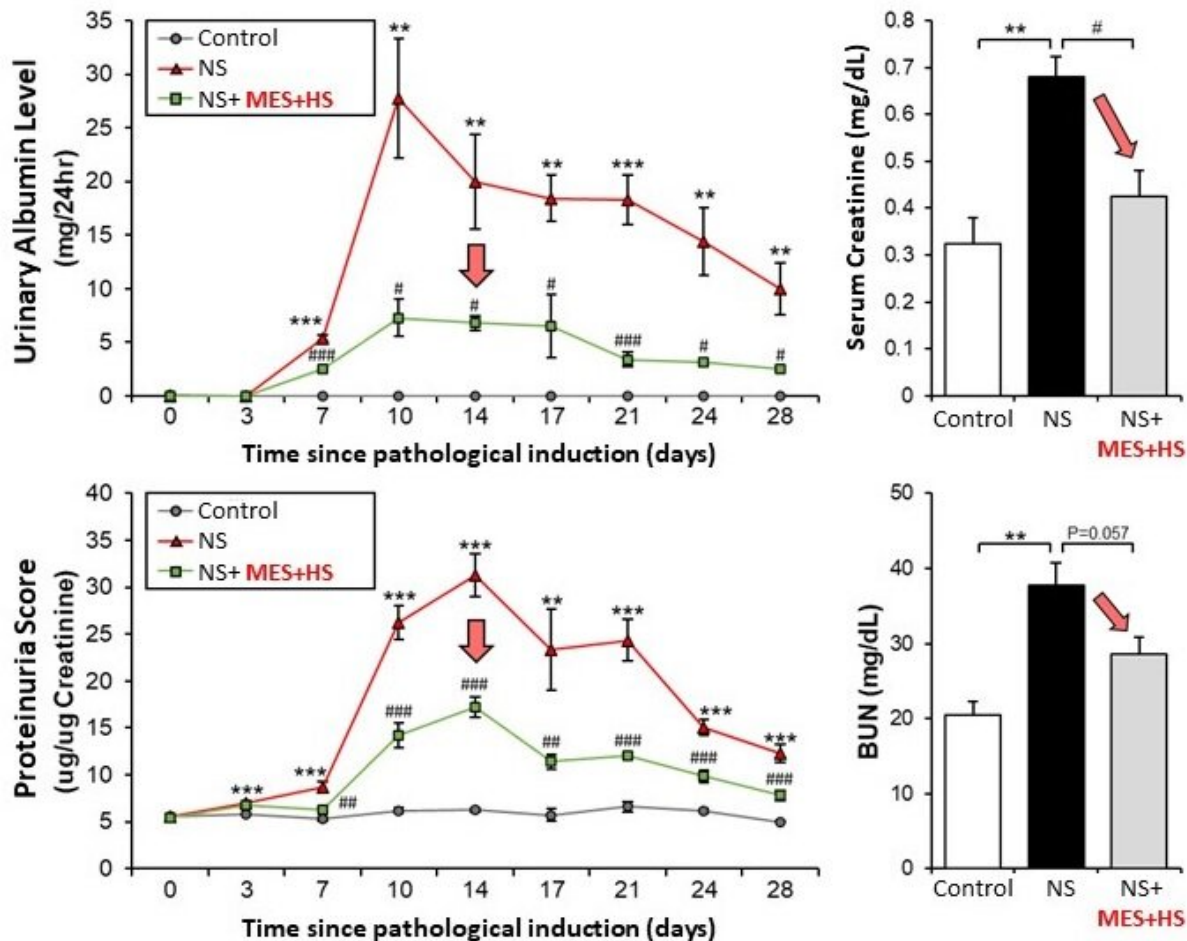 Urinary Albumin Level
(mg/24hr)
35
30
25
20
15
10
5
0
Control
NS
NS+ MES+HS
**
**
**
***
**
**
***
###
#
#
#
###
#
#
0 3 7 10 14 17 21 24 28
Time since pathological induction (days)
Serum Creatinine (mg/dL)
0.8
0.7
0.6
0.5
0.4
0.3
0.2
0.1
0
** #
Control NS NS+
MES+HS
Proteinuria Score
(ug/ug Creatinine)
40
35
30
25
20
15
10
5
0
Control
NS
NS+ MES+HS
***
***
***
***
**
***
***
***
##
###
###
##
###
###
###
0 3 7 10 14 17 21 24 28
Time since pathological induction (days)
BUN (mg/dL)
50
40
30
20
10
0
** P=0.057
Control NS NS+
MES+HS